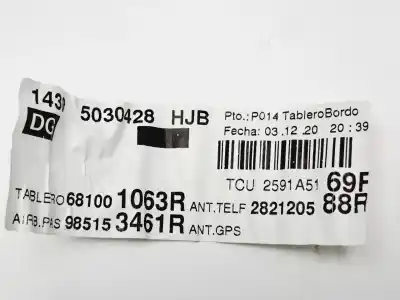 143
5030428 HJB
Pto.:P014 TableroBordo
DG
Fecha: 03.12.20 20:39
TCU 2591A51 69R
TABLERO 68100 1063R ANT.TELF 2821205 88R
AIRB.PAS 98515 3461R ANT.GPS